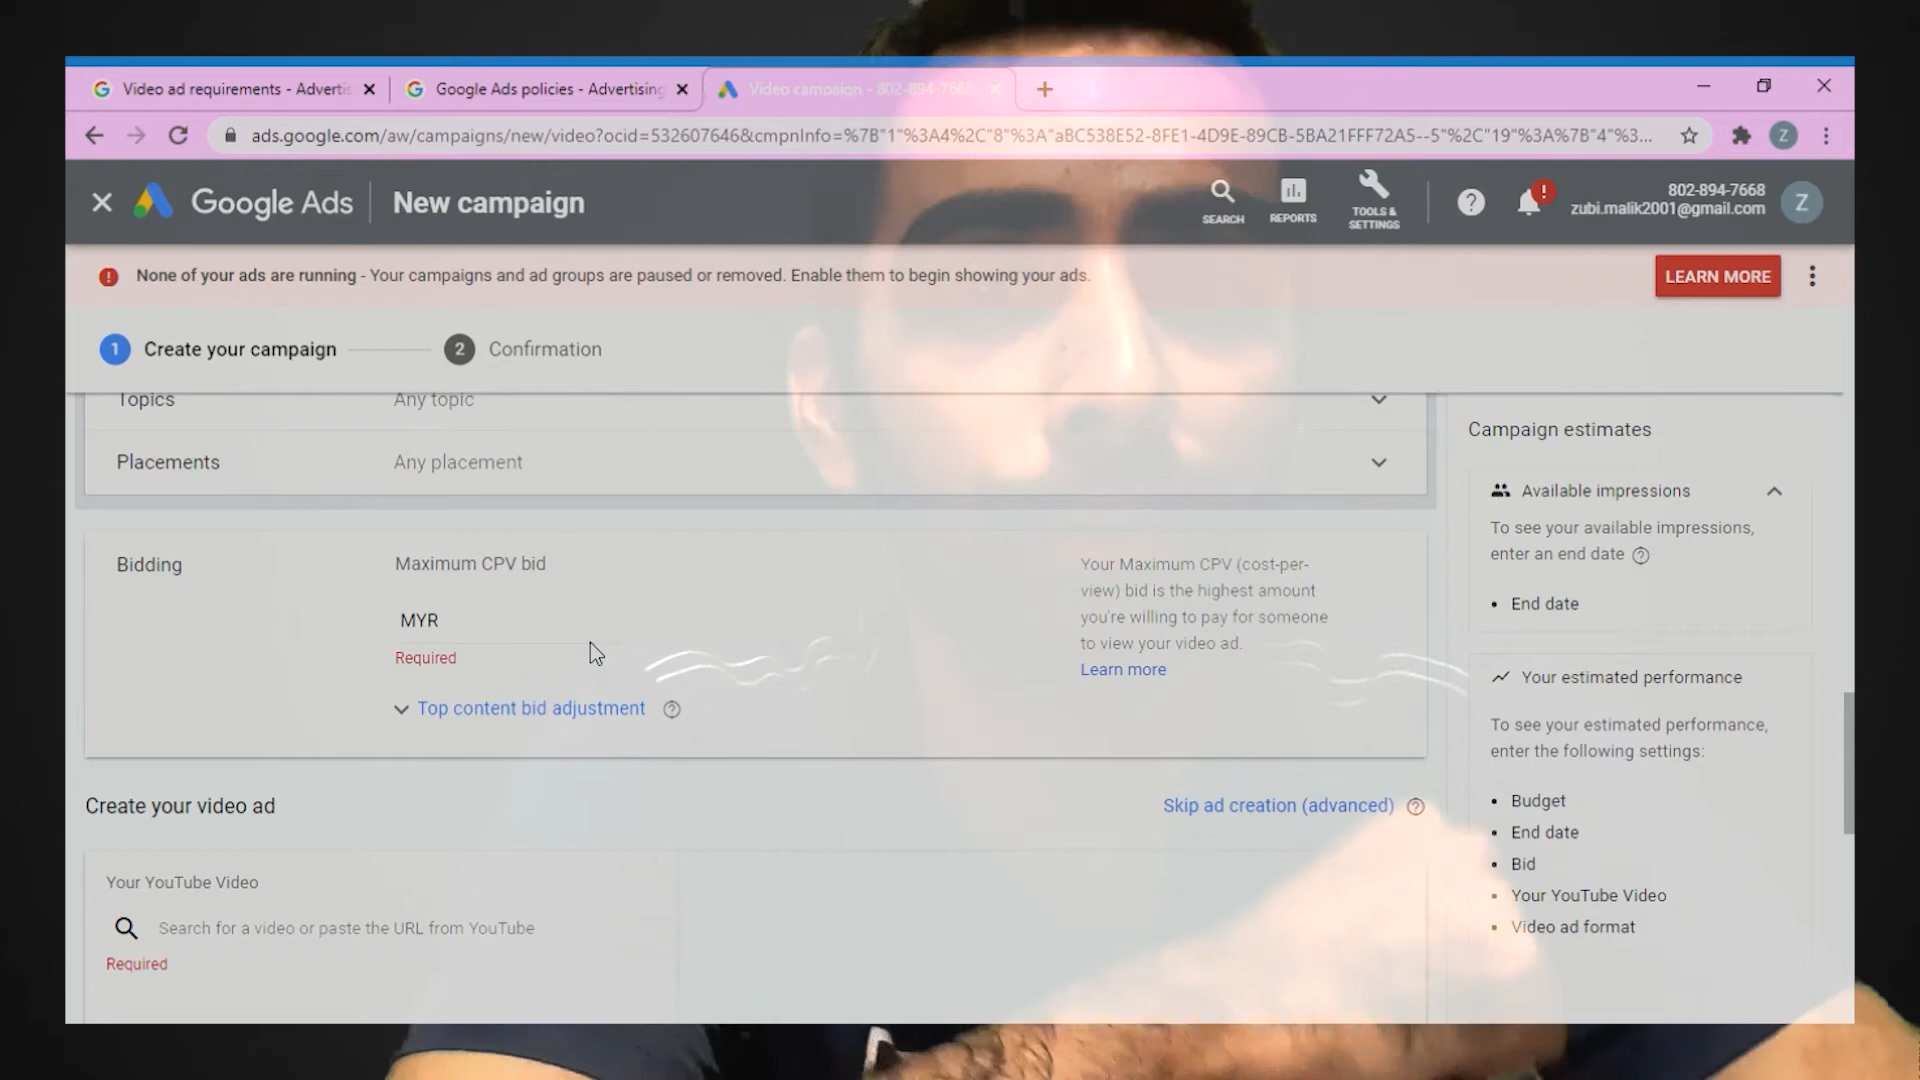 Video ad requirements - Adverti
Google Ads policies - Advertising
Video campaign - 802-894-7668
ads.google.com/aw/campaigns/new/video?ocid=532607646&cmpnInfo=%7B"1"%3A4%2C"8"%3A"aBC538E52-8FE1-4D9E-89CB-5BA21FFF72A5--5"%2C"19"%3A%7B"4"%3...
Z
Google Ads
New campaign
SEARCH
REPORTS
TOOLS &
SETTINGS
?
!
802-894-7668
zubi.malik2001@gmail.com
Z
None of your ads are running - Your campaigns and ad groups are paused or removed. Enable them to begin showing your ads.
LEARN MORE
1 Create your campaign
2 Confirmation
Topics
Any topic
Placements
Any placement
Bidding
Maximum CPV bid
MYR
Required
Top content bid adjustment
Your Maximum CPV (cost-per-
view) bid is the highest amount
you're willing to pay for someone
to view your video ad.
Learn more
Create your video ad
Skip ad creation (advanced)
Your YouTube Video
Search for a video or paste the URL from YouTube
Required
Campaign estimates
Available impressions
To see your available impressions,
enter an end date
• End date
Your estimated performance
To see your estimated performance,
enter the following settings:
• Budget
• End date
• Bid
• Your YouTube Video
• Video ad format